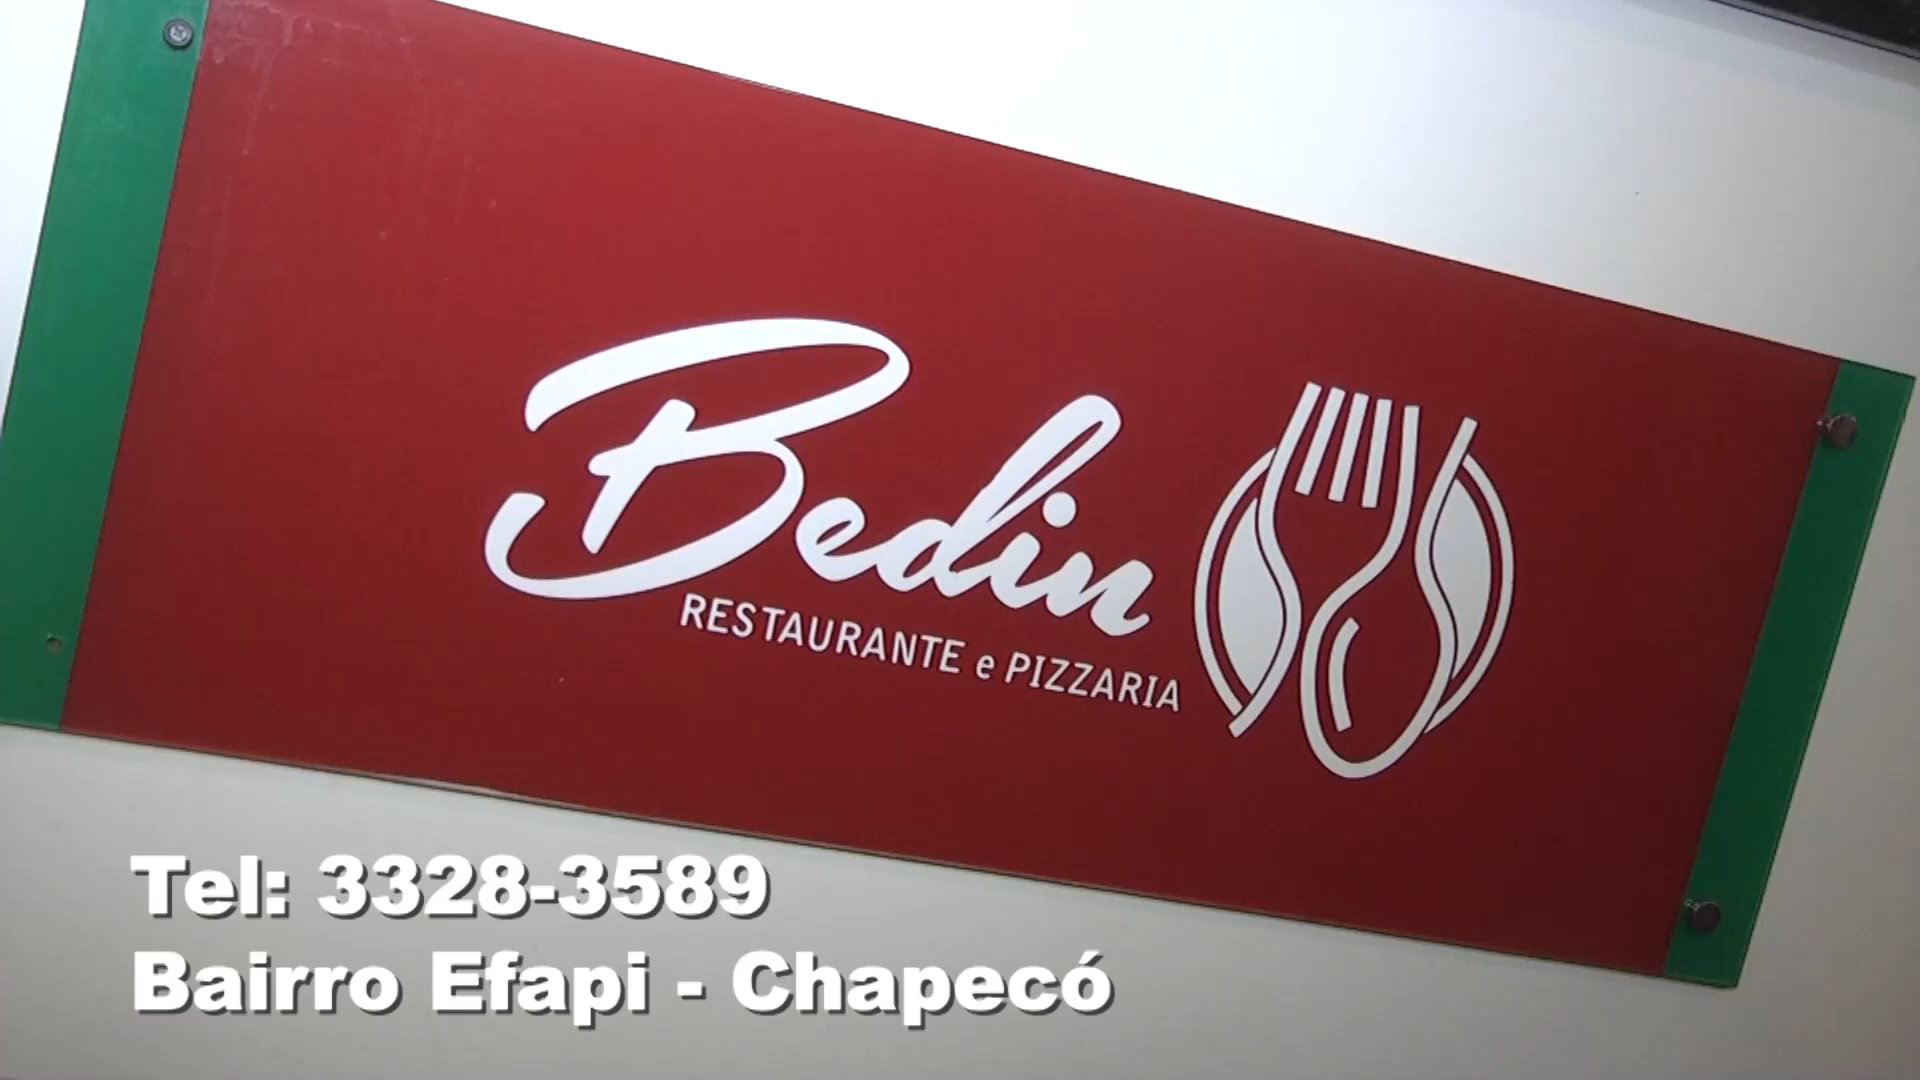 Bedin
RESTAURANTE e PIZZARIA
Tel: 3328-3589
Bairro Efapi - Chapecó